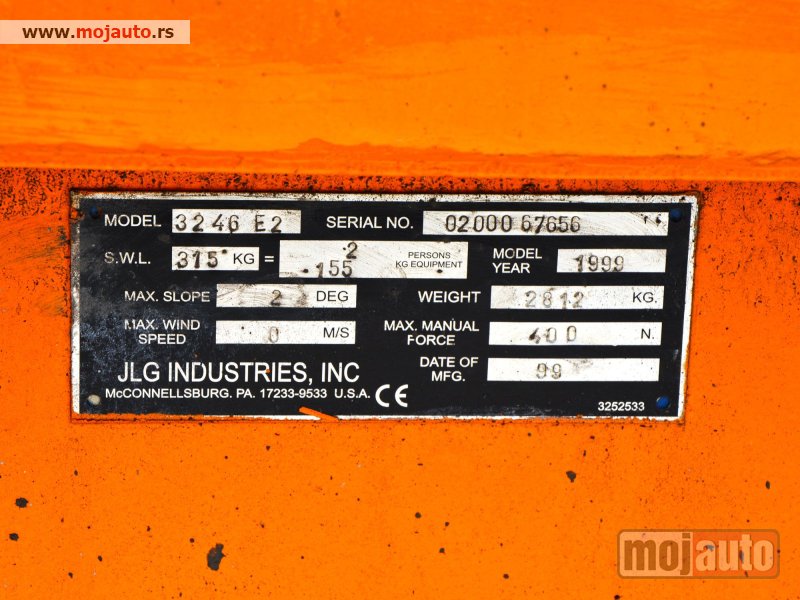 www.mojauto.rs
MODEL 3246 E2 SERIAL NO. 0200067656
S.W.L. 315 KG = 2 PERSONS MODEL YEAR 1999
155 KG EQUIPMENT
MAX. SLOPE 2 DEG WEIGHT 2812 KG.
MAX. WIND SPEED 0 M/S MAX. MANUAL FORCE 400 N.
JLG INDUSTRIES, INC DATE OF MFG. 99
McCONNELLSBURG. PA. 17233-9533 U.S.A. CE
3252533
mojauto